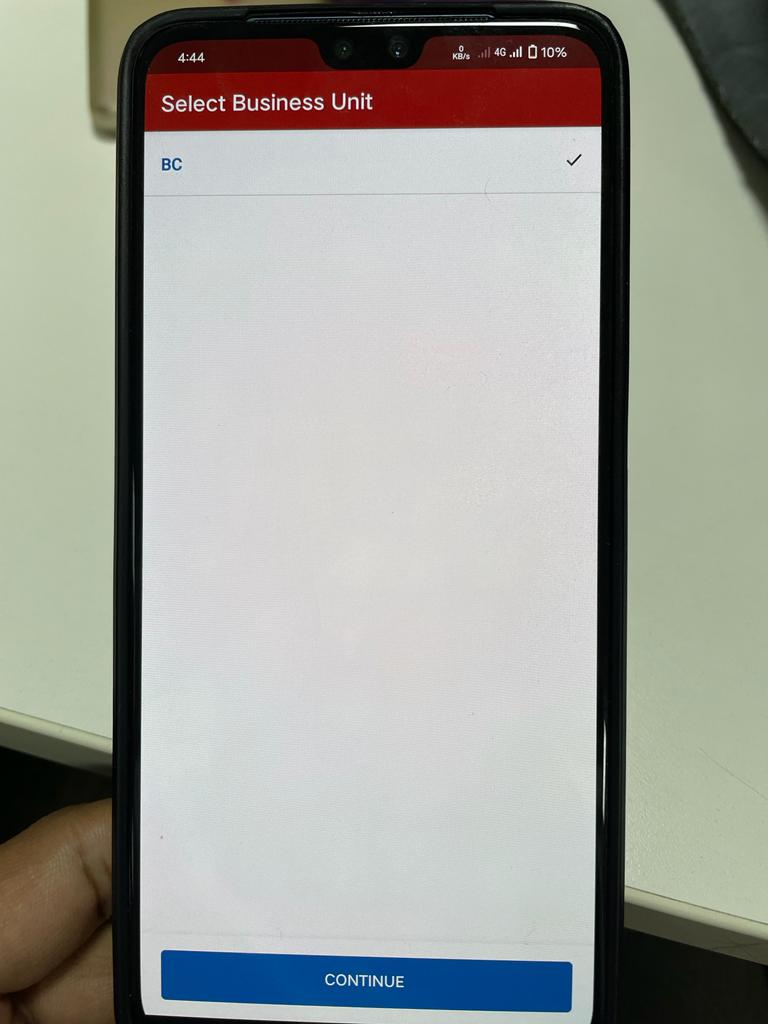 4:44
0 KB/s 4G 10%
Select Business Unit
BC
CONTINUE